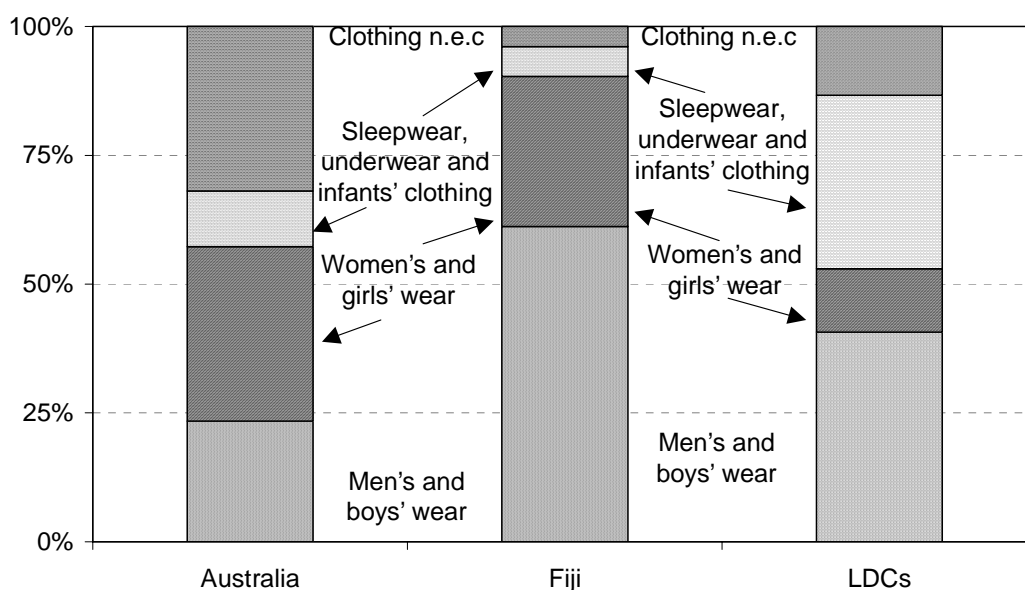 100%
75%
50%
25%
0%
Clothing n.e.c
Sleepwear,
underwear and
infants’ clothing
Women’s and
girls’ wear
Men’s and
boys’ wear
Clothing n.e.c
Sleepwear,
underwear and
infants’ clothing
Women’s and
girls’ wear
Men’s and
boys’ wear
Australia
Fiji
LDCs